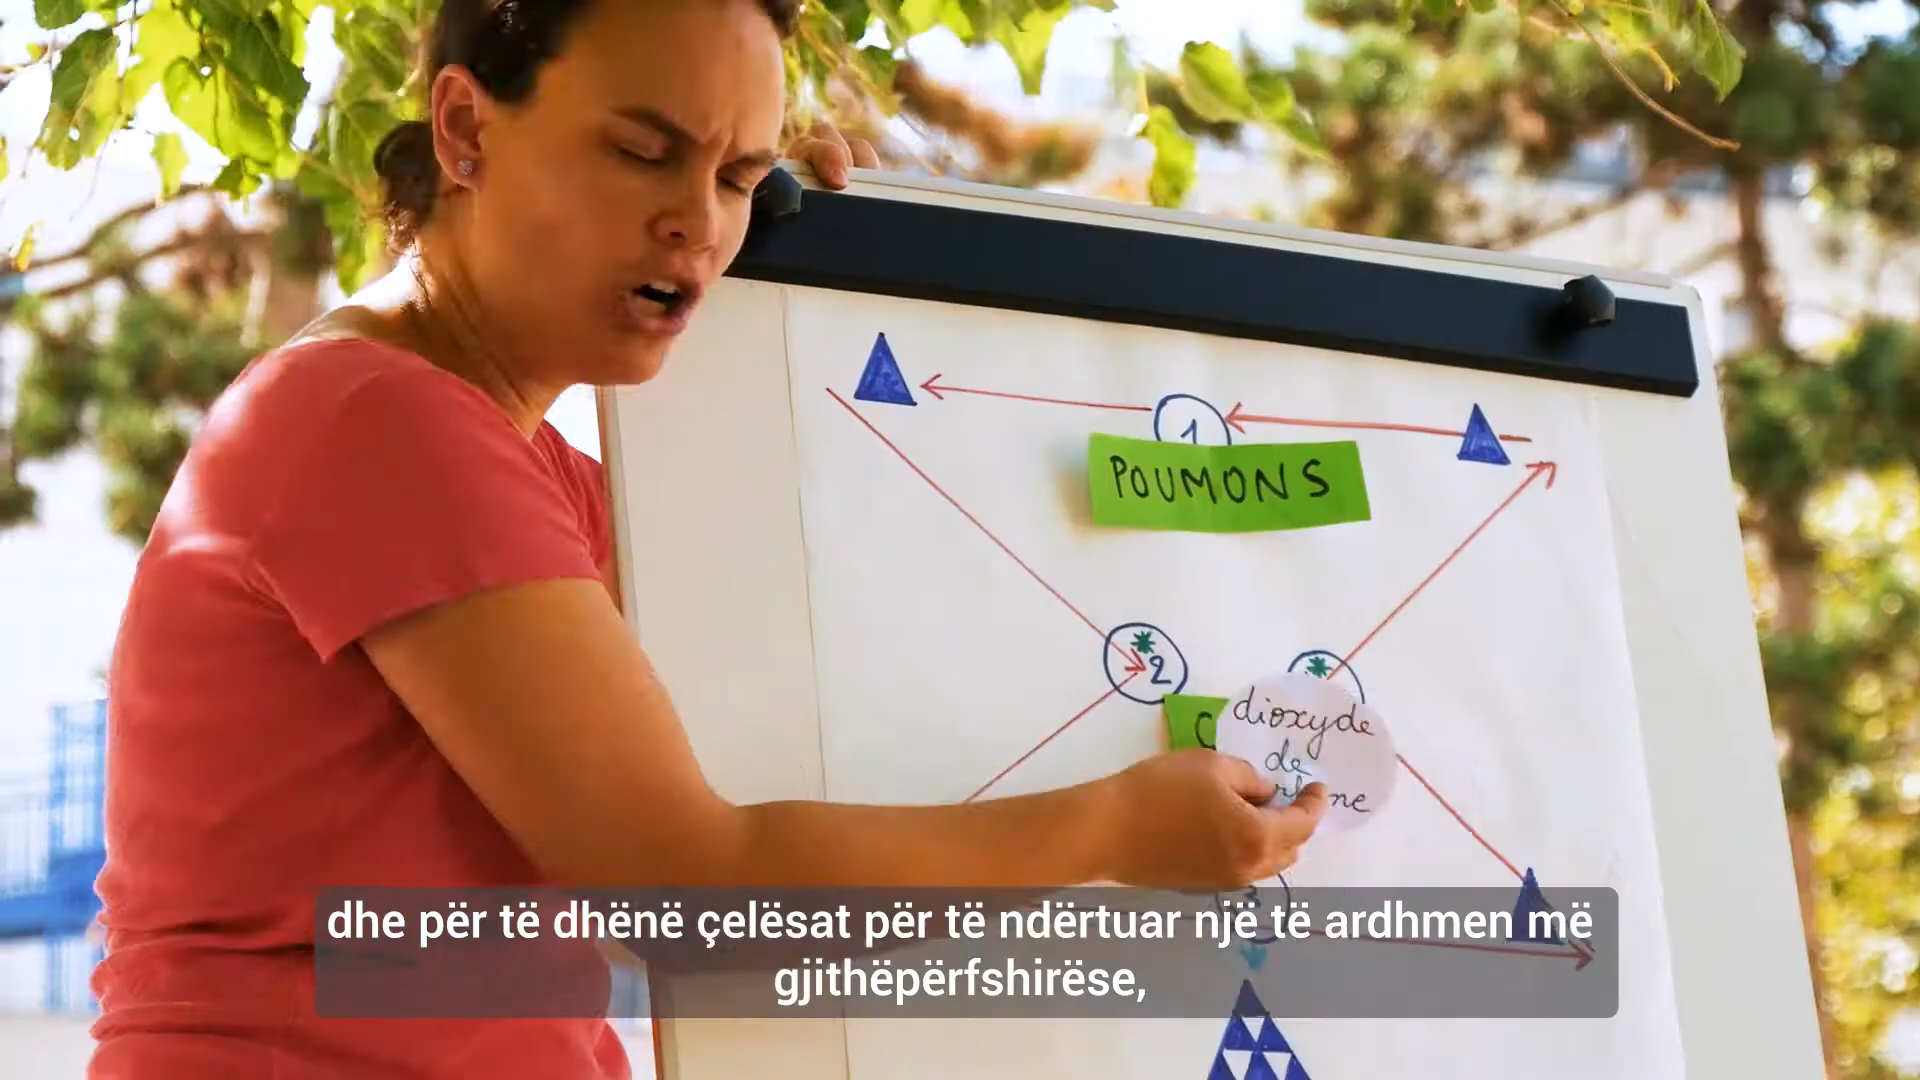 1
POUMONS
2
C
dioxyde
de
dhe për të dhënë çelësat për të ndërtuar një të ardhmen më
gjithëpërfshirëse,